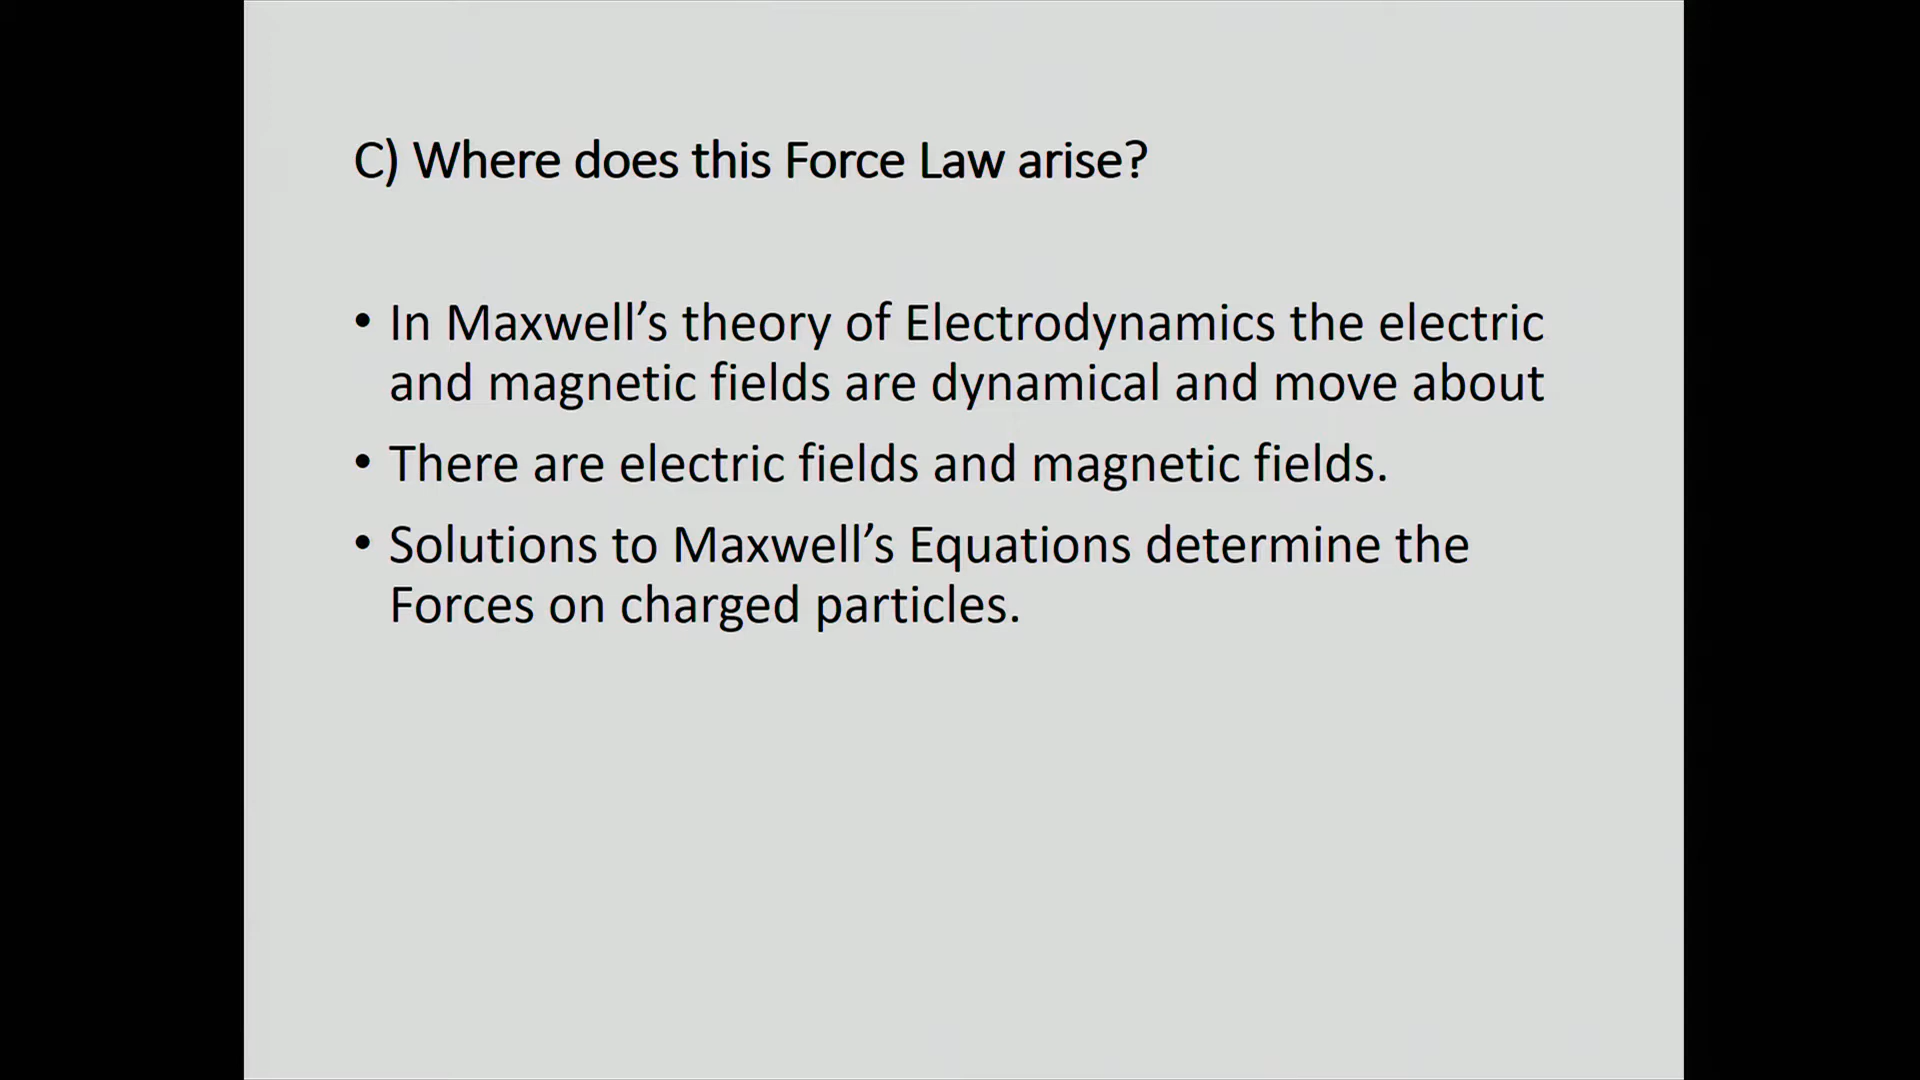 C) Where does this Force Law arise?
• In Maxwell’s theory of Electrodynamics the electric
and magnetic fields are dynamical and move about
• There are electric fields and magnetic fields.
• Solutions to Maxwell’s Equations determine the
Forces on charged particles.